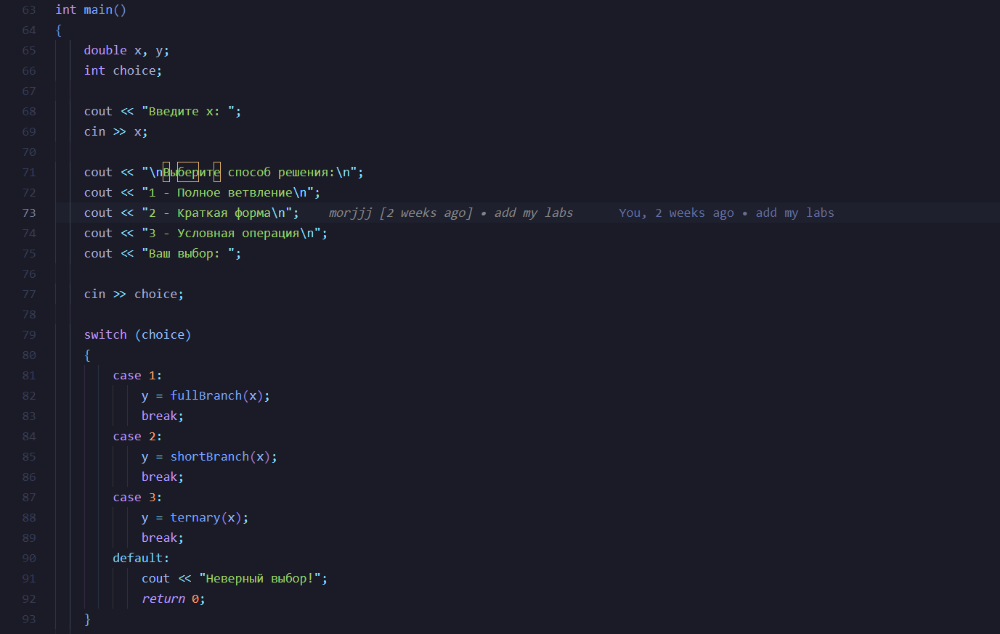 63 int main()
64 {
65 double x, y;
66 int choice;
67
68 cout << "Введите x: ";
69 cin >> x;
70
71 cout << "\nВыберите способ решения:\n";
72 cout << "1 - Полное ветвление\n";
73 cout << "2 - Краткая форма\n"; morjjj [2 weeks ago] • add my labs You, 2 weeks ago • add my labs
74 cout << "3 - Условная операция\n";
75 cout << "Ваш выбор: ";
76
77 cin >> choice;
78
79 switch (choice)
80 {
81 case 1:
82 y = fullBranch(x);
83 break;
84 case 2:
85 y = shortBranch(x);
86 break;
87 case 3:
88 y = ternary(x);
89 break;
90 default:
91 cout << "Неверный выбор!";
92 return 0;
93 }